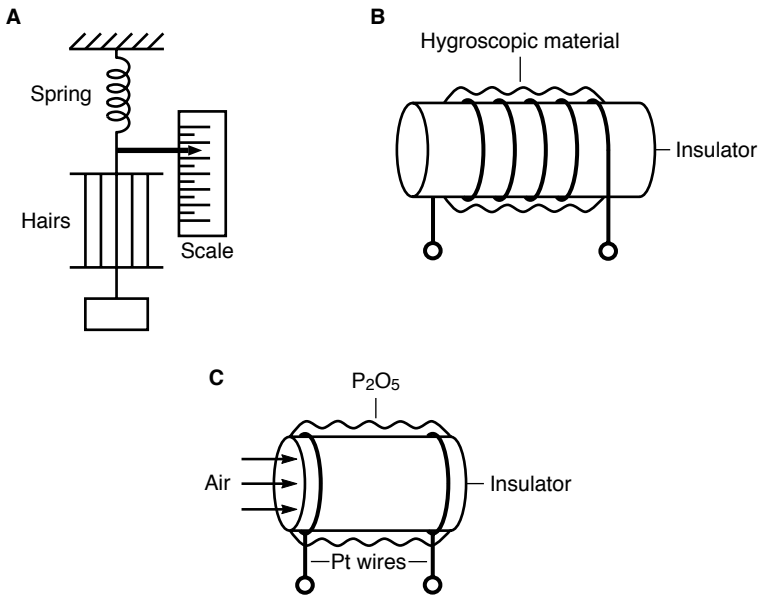 A
Spring
Hairs
Scale
B
Hygroscopic material
Insulator
C
P₂O₅
Air
Insulator
Pt wires